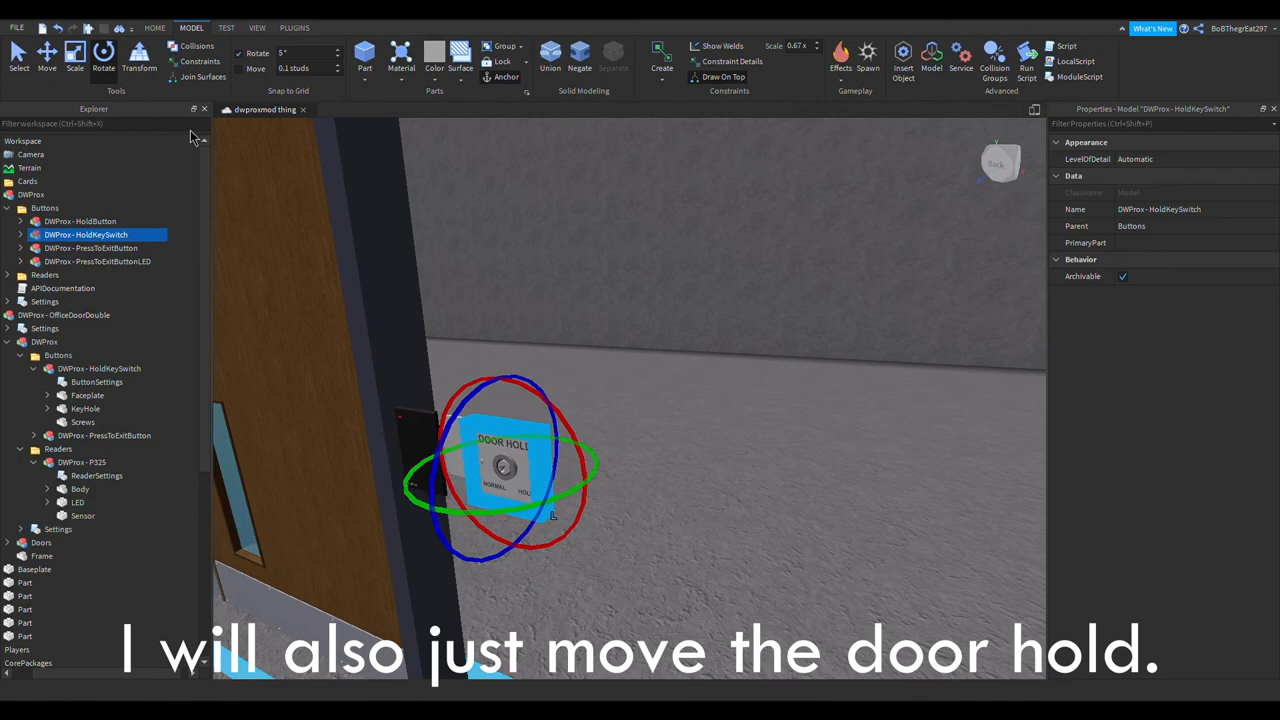 FILE HOME MODEL TEST VIEW PLUGINS What's New BoBThegrEat297
Select Move Scale Rotate Transform
Collisions
Constraints
Join Surfaces
Tools
Rotate 5 °
Move 0.1 studs
Snap to Grid
Part Material Color Surface
Group
Lock
Anchor
Parts
Union Negate Separate
Solid Modeling
Create
Show Welds Scale 0.67 x
Constraint Details
Draw On Top
Constraints
Effects Spawn
Gameplay
Insert Object
Model Service
Collision Groups
Run Script
Script
LocalScript
ModuleScript
Advanced
Explorer
dwproxmod thing
Filter workspace (Ctrl+Shift+X)
Workspace
Camera
Terrain
Cards
DWProx
Buttons
DWProx - HoldButton
DWProx - HoldKeySwitch
DWProx - PressToExitButton
DWProx - PressToExitButtonLED
Readers
APIDocumentation
Settings
DWProx - OfficeDoorDouble
Settings
DWProx
Buttons
DWProx - HoldKeySwitch
ButtonSettings
Faceplate
KeyHole
Screws
DWProx - PressToExitButton
Readers
DWProx - P325
ReaderSettings
Body
LED
Sensor
Settings
Doors
Frame
Baseplate
Part
Part
Part
Part
Part
Players
CorePackages
Back
DOOR HOL
NORMAL HOL
L
Properties - Model "DWProx - HoldKeySwitch"
Filter Properties (Ctrl+Shift+P)
Appearance
LevelOfDetail Automatic
Data
ClassName Model
Name DWProx - HoldKeySwitch
Parent Buttons
PrimaryPart
Behavior
Archivable
I will also just move the door hold.